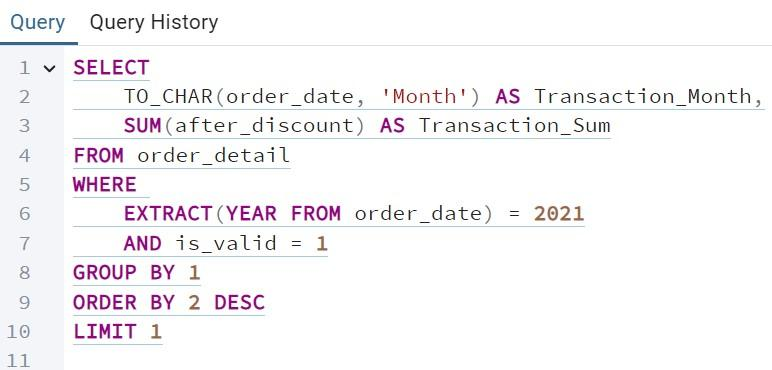 Query Query History
1 SELECT
2 TO_CHAR(order_date, 'Month') AS Transaction_Month,
3 SUM(after_discount) AS Transaction_Sum
4 FROM order_detail
5 WHERE
6 EXTRACT(YEAR FROM order_date) = 2021
7 AND is_valid = 1
8 GROUP BY 1
9 ORDER BY 2 DESC
10 LIMIT 1
11